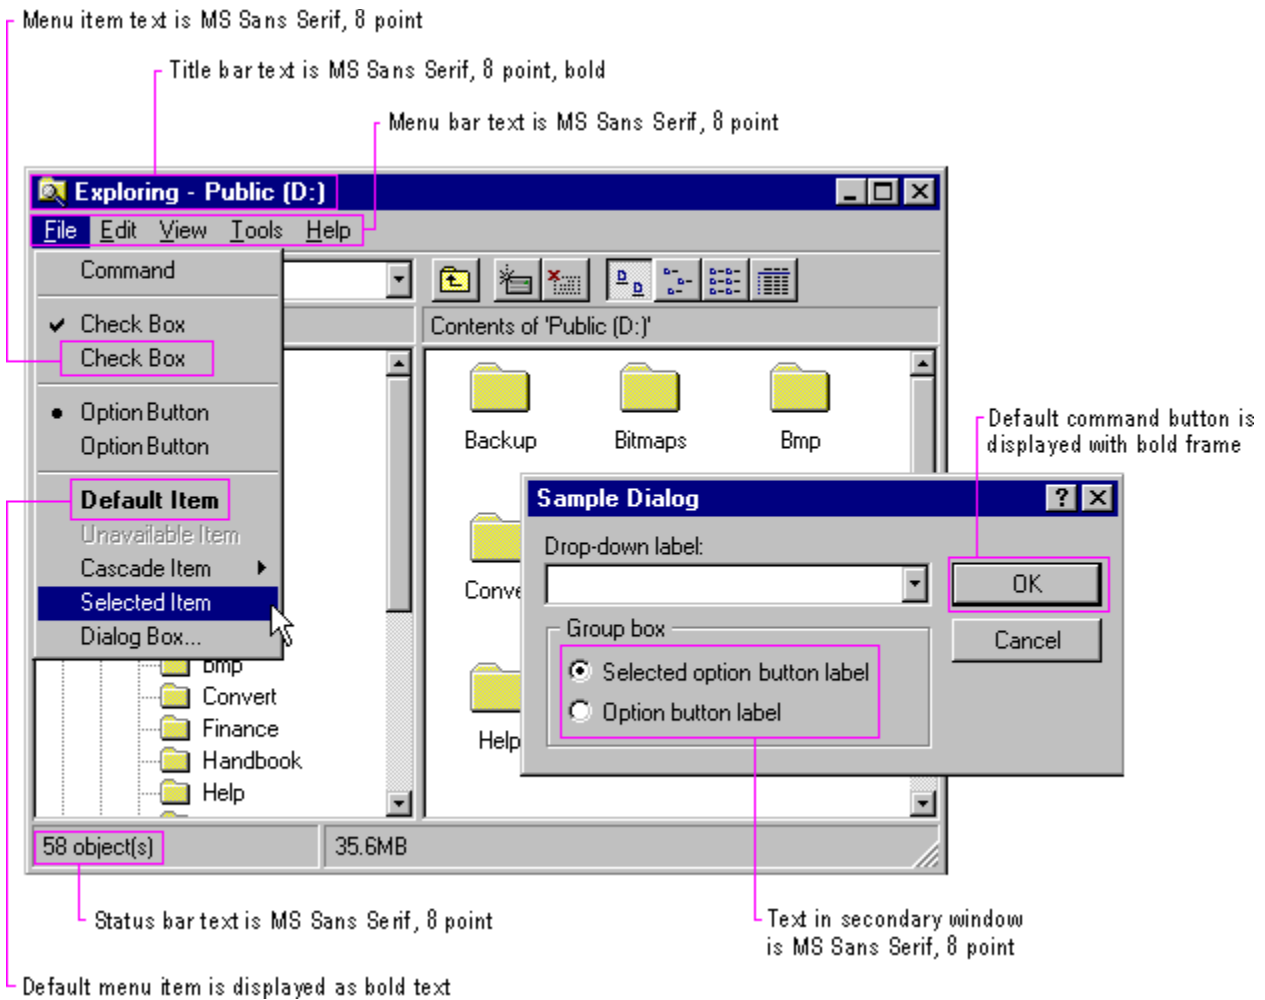 Menu item text is MS Sans Serif, 8 point
Title bar text is MS Sans Serif, 8 point, bold
Menu bar text is MS Sans Serif, 8 point
Exploring - Public (D:)
File Edit View Tools Help
Command
Check Box
Check Box
Option Button
Option Button
Default Item
Unavailable Item
Cascade Item
Selected Item
Dialog Box...
Contents of 'Public (D:)'
Backup Bitmaps Bmp
Conve
Help
Bmp
Convert
Finance
Handbook
Help
58 object(s) 35.6MB
Default command button is
displayed with bold frame
Sample Dialog
Drop-down label:
OK
Cancel
Group box
Selected option button label
Option button label
Status bar text is MS Sans Serif, 8 point
Text in secondary window
is MS Sans Serif, 8 point
Default menu item is displayed as bold text